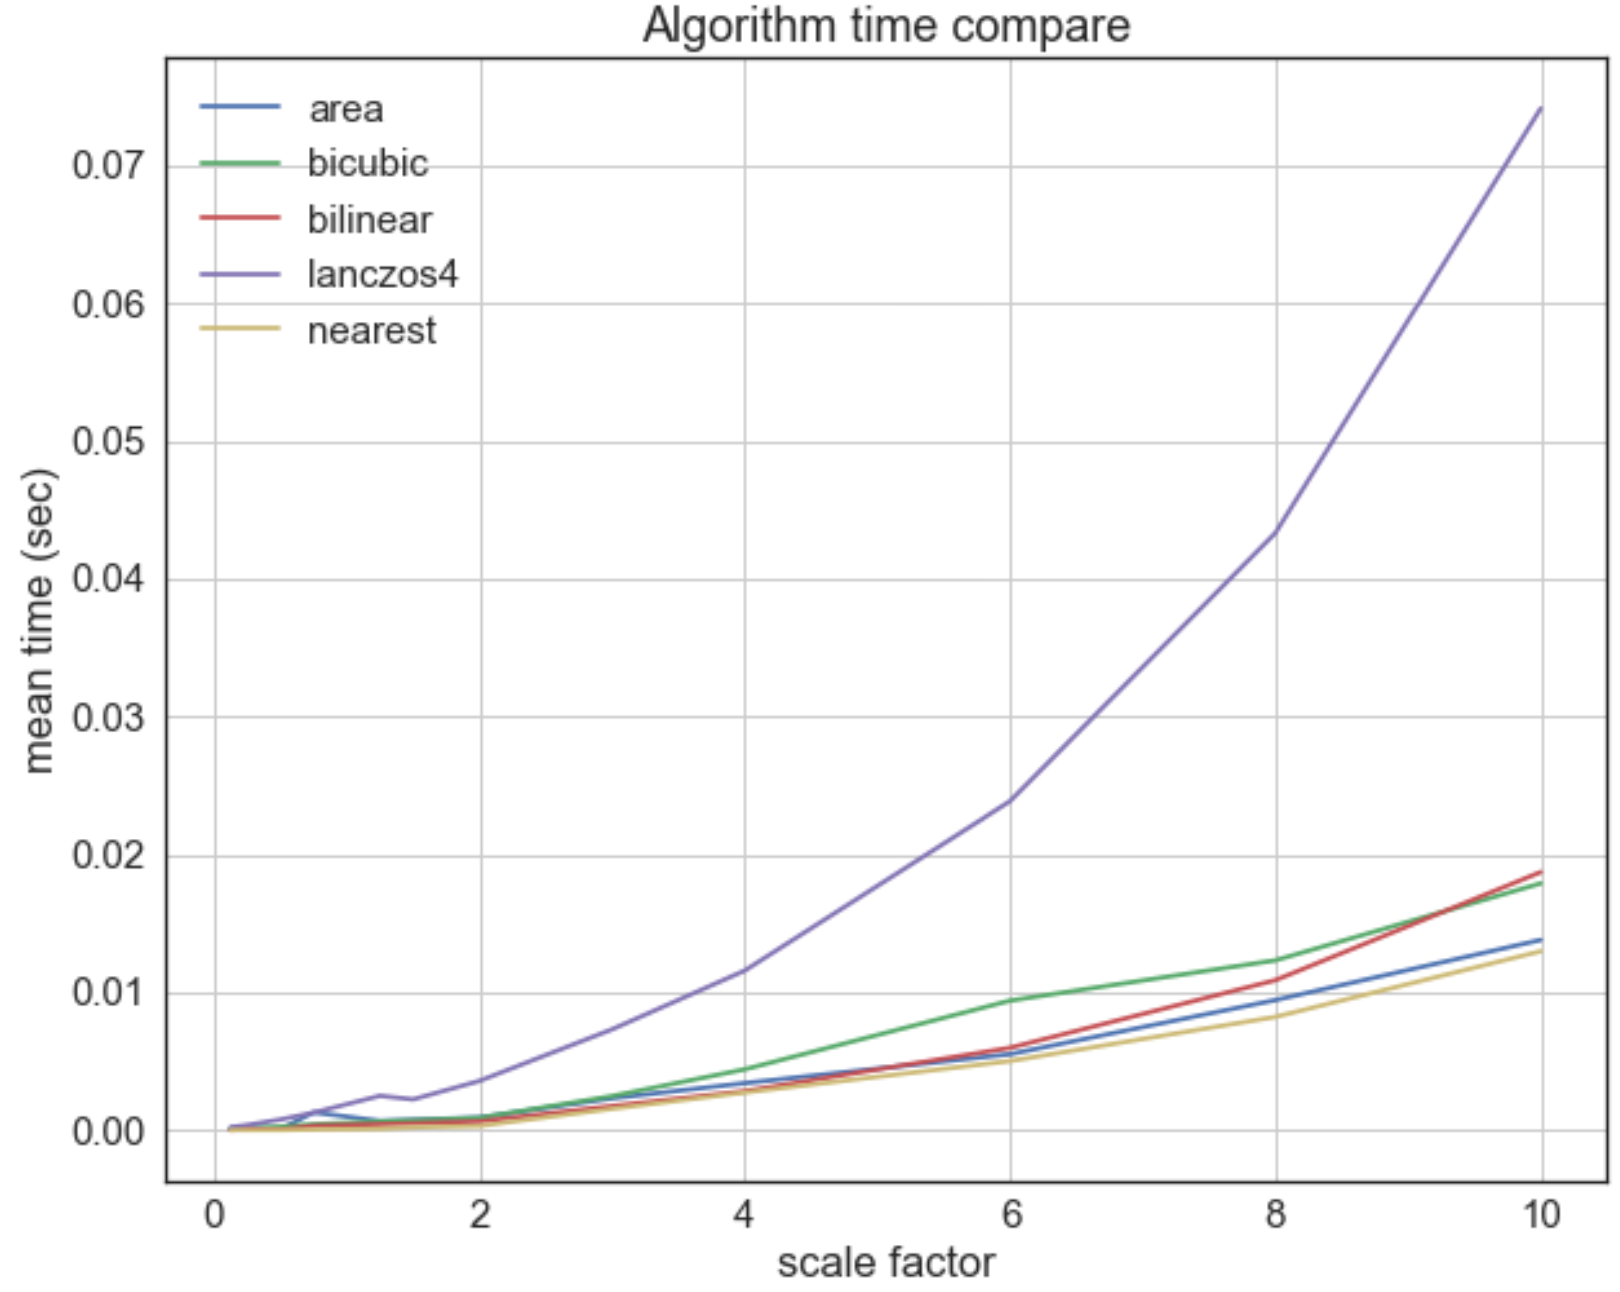 Algorithm time compare
area
bicubic
bilinear
lanczos4
nearest
mean time (sec)
0.07
0.06
0.05
0.04
0.03
0.02
0.01
0.00
0 2 4 6 8 10
scale factor